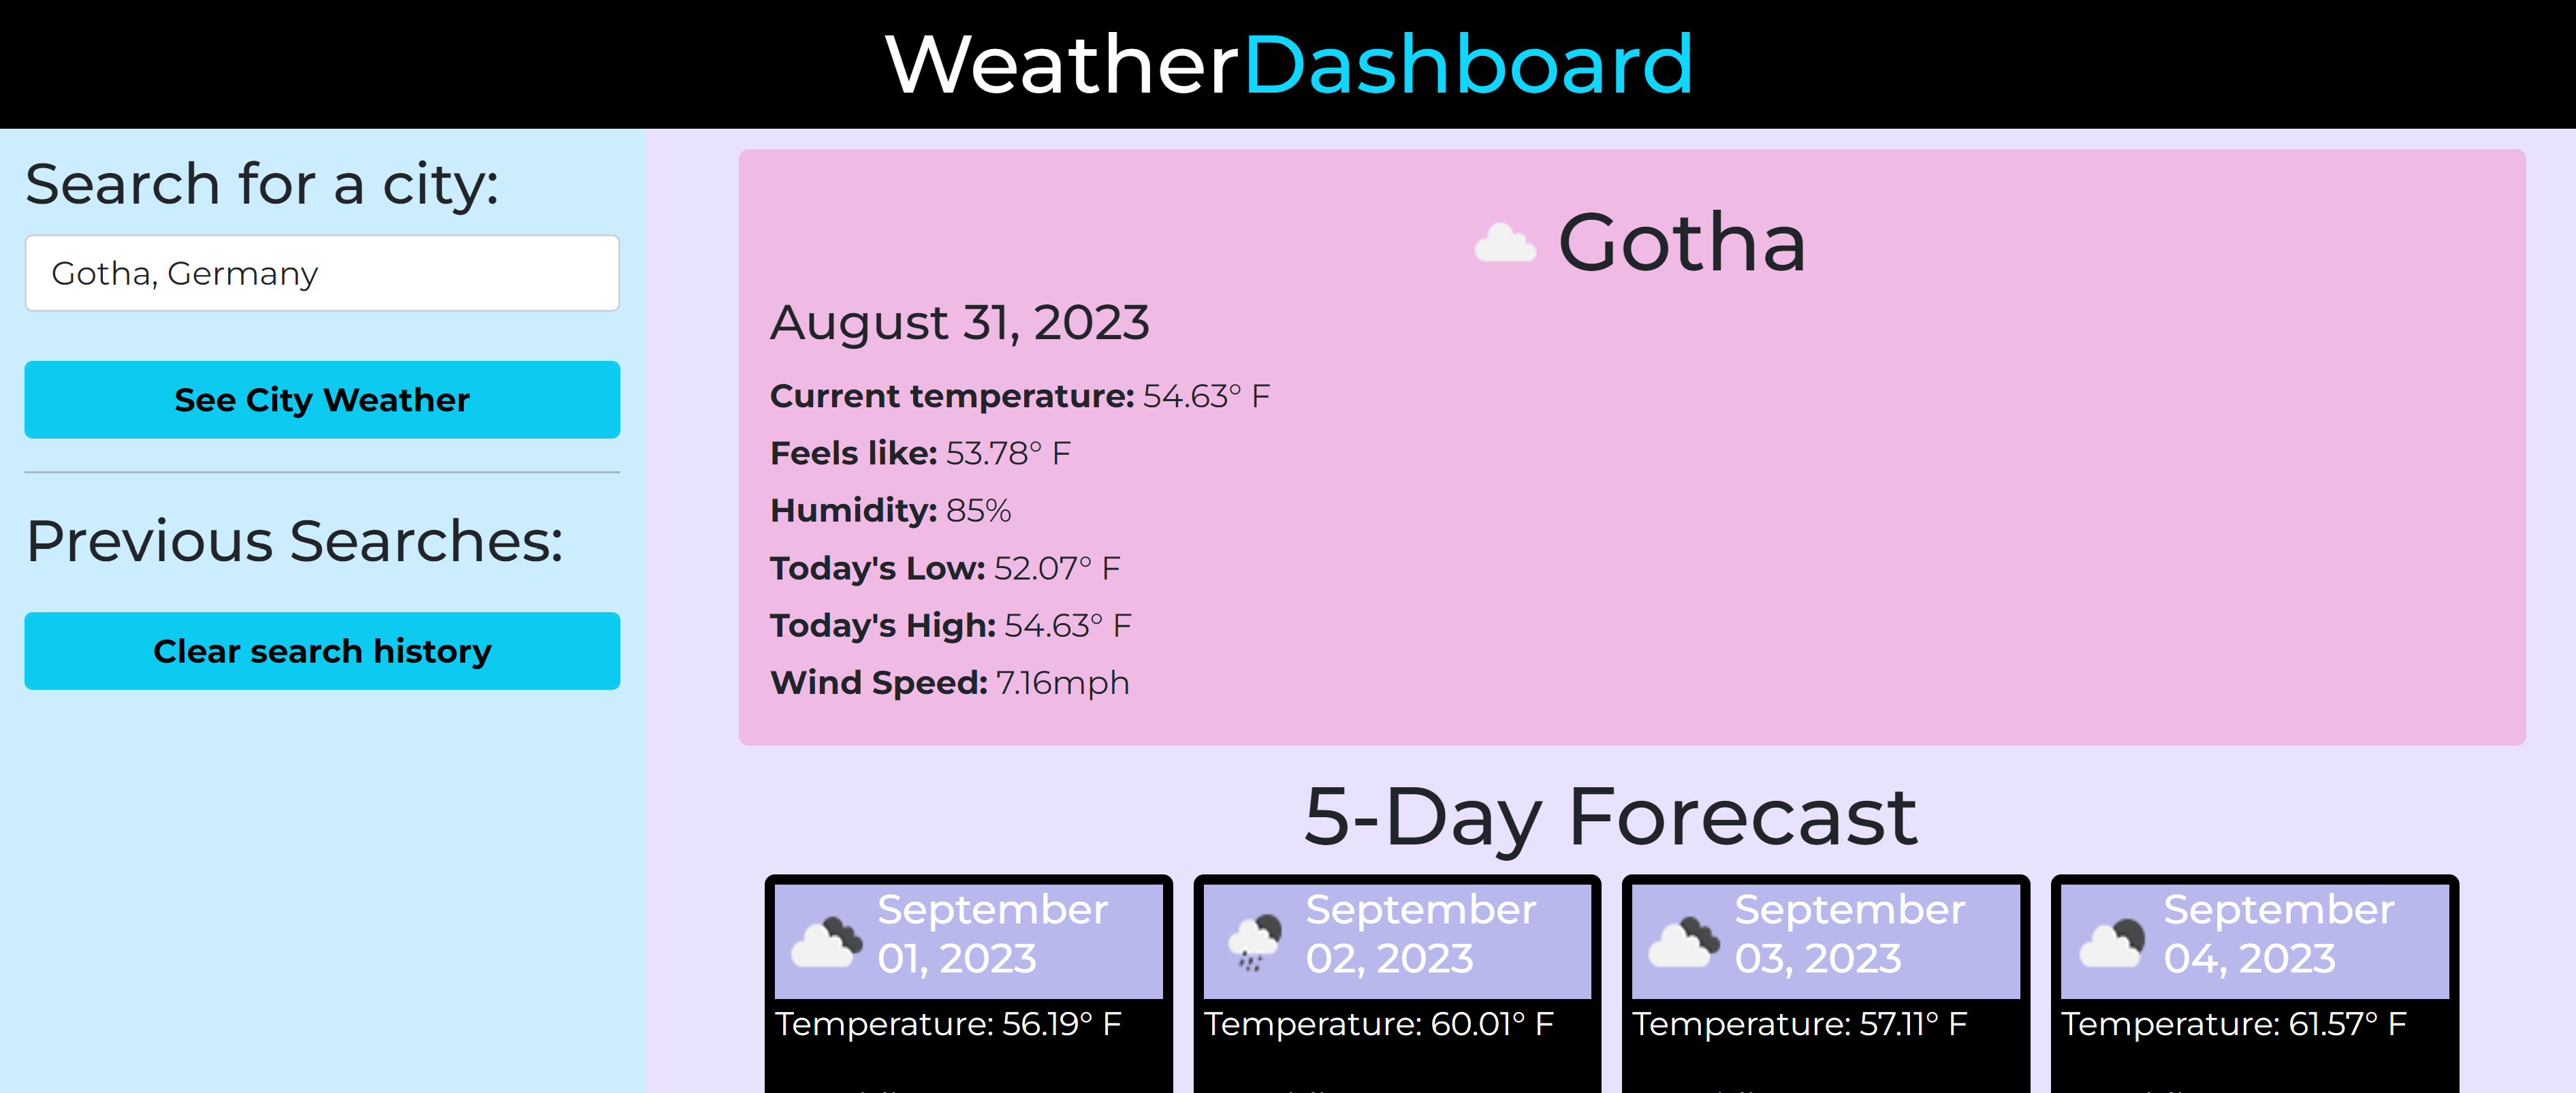 WeatherDashboard
Search for a city:
Gotha, Germany
See City Weather
Previous Searches:
Clear search history
Gotha
August 31, 2023
Current temperature: 54.63° F
Feels like: 53.78° F
Humidity: 85%
Today's Low: 52.07° F
Today's High: 54.63° F
Wind Speed: 7.16mph
5-Day Forecast
September
01, 2023
Temperature: 56.19° F
September
02, 2023
Temperature: 60.01° F
September
03, 2023
Temperature: 57.11° F
September
04, 2023
Temperature: 61.57° F